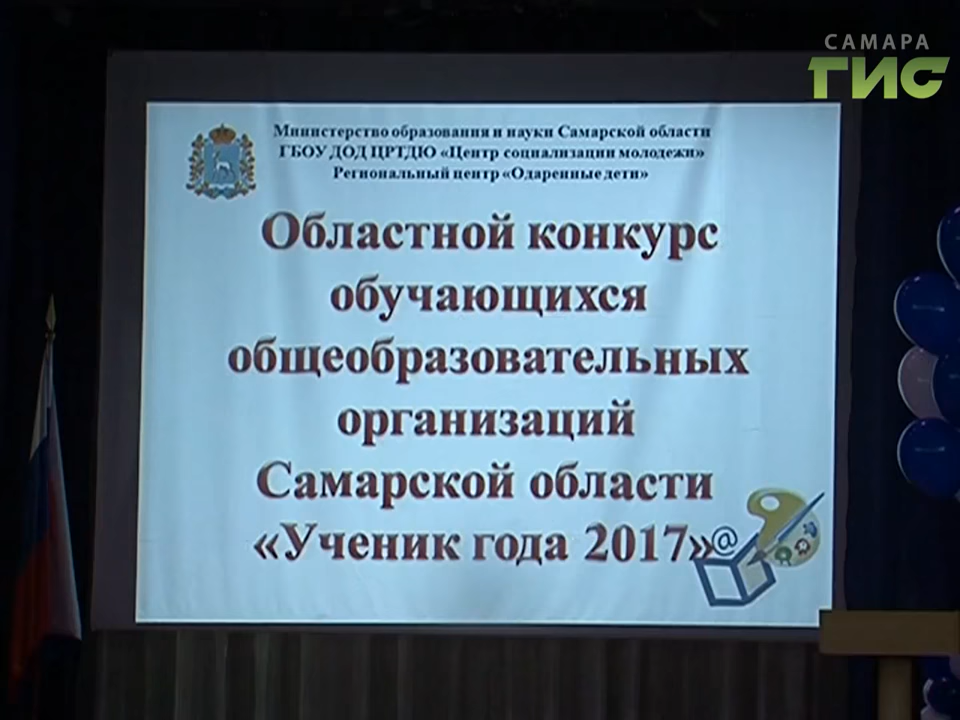 САМАРА
ГИС
Министерство образования и науки Самарской области
ГБОУ ДОД ЦРТДЮ «Центр социализации молодежи»
Региональный центр «Одаренные дети»
Областной конкурс
обучающихся
общеобразовательных
организаций
Самарской области
«Ученик года 2017»
@